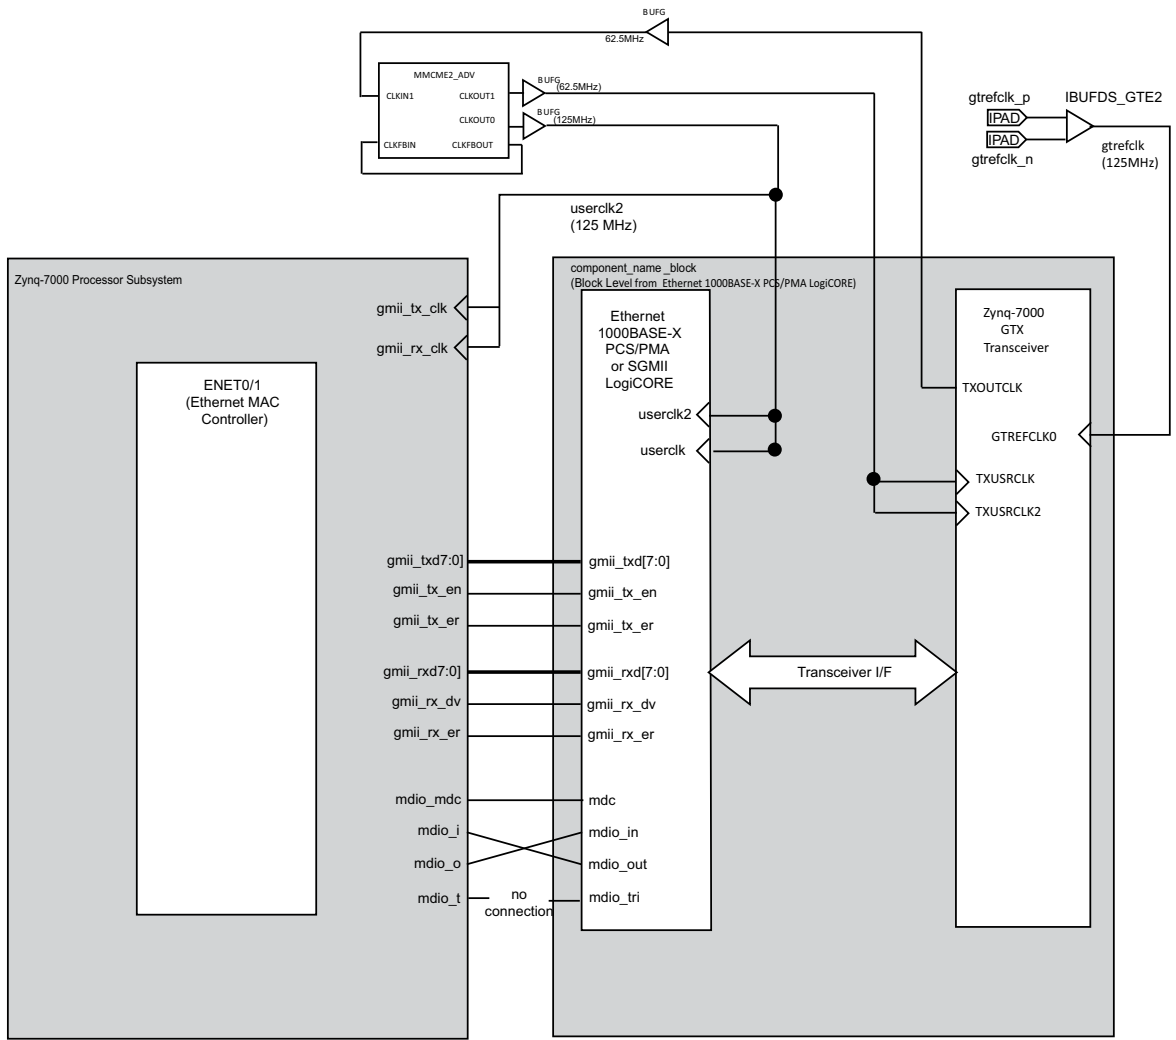 BUFG
62.5MHz
MMCME2_ADV
CLKIN1
CLKOUT1
CLKOUT0
CLKFBIN
CLKFBOUT
BUFG
(62.5MHz)
BUFG
(125MHz)
gtrefclk_p
IBUFDS_GTE2
IPAD
IPAD
gtrefclk_n
gtrefclk
(125MHz)
userclk2
(125 MHz)
Zynq-7000 Processor Subsystem
gmii_tx_clk
gmii_rx_clk
ENET0/1
(Ethernet MAC
Controller)
component_name _block
(Block Level from Ethernet 1000BASE-X PCS/PMA LogiCORE)
Ethernet
1000BASE-X
PCS/PMA
or SGMII
LogiCORE
userclk2
userclk
Zynq-7000
GTX
Transceiver
TXOUTCLK
GTREFCLK0
TXUSRCLK
TXUSRCLK2
gmii_txd7:0]
gmii_txd[7:0]
gmii_tx_en
gmii_tx_en
gmii_tx_er
gmii_tx_er
gmii_rxd7:0]
gmii_rxd[7:0]
Transceiver I/F
gmii_rx_dv
gmii_rx_dv
gmii_rx_er
gmii_rx_er
mdio_mdc
mdc
mdio_i
mdio_in
mdio_o
mdio_out
mdio_t
no
connection
mdio_tri